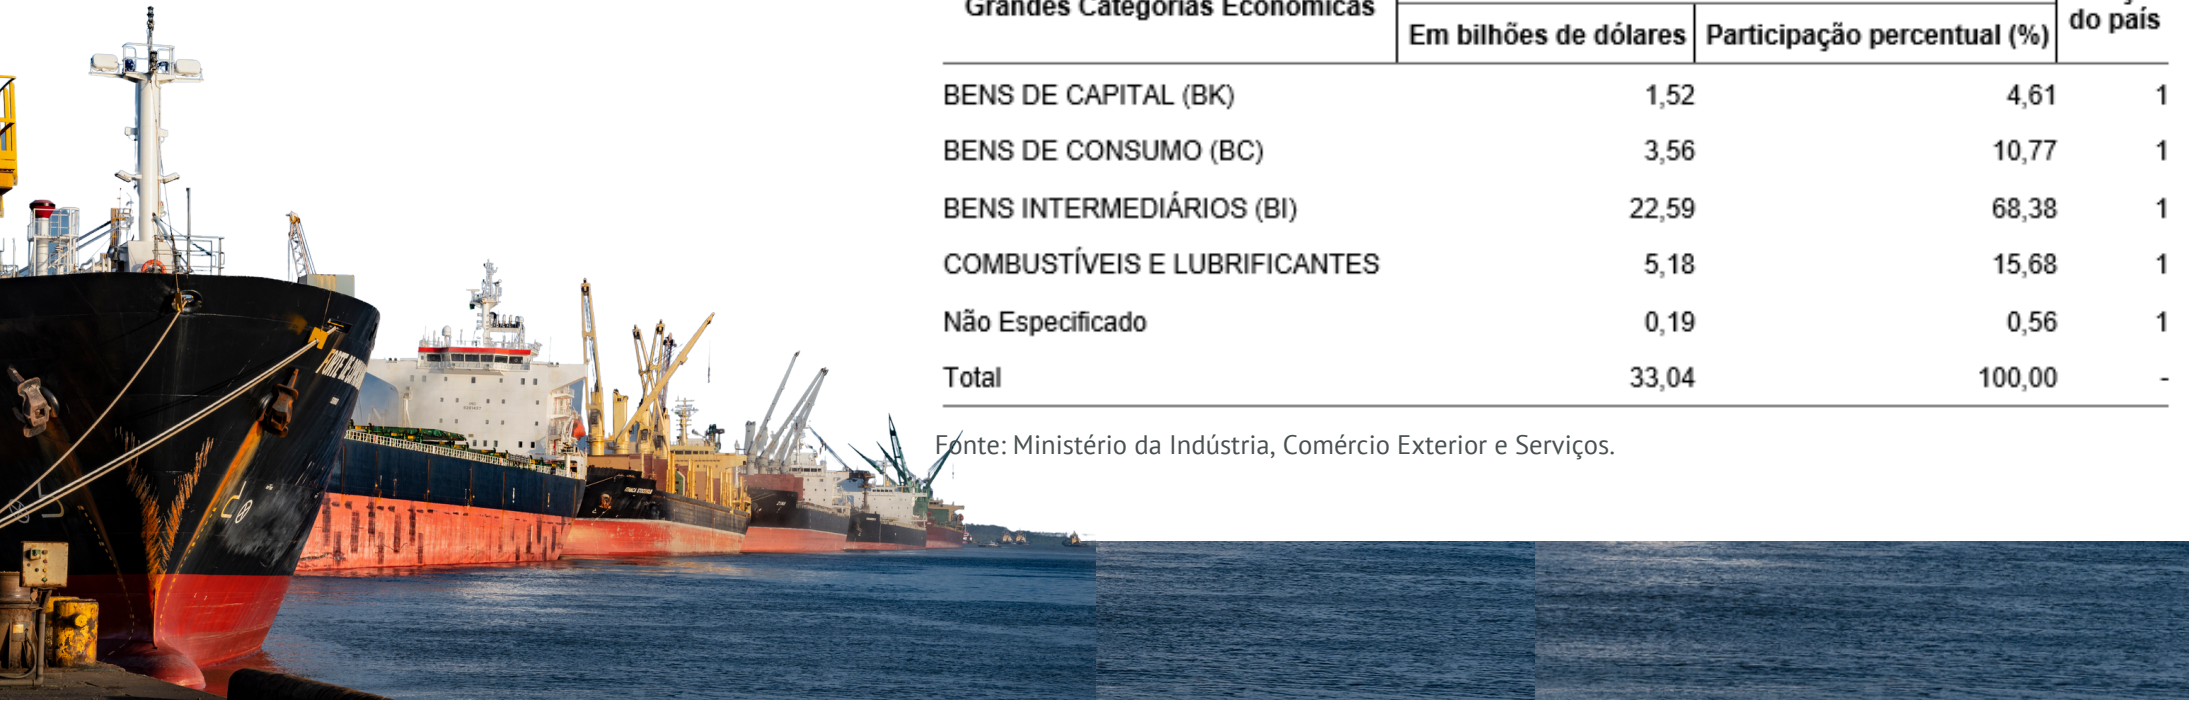 Grandes Categorias Econômicas
Em bilhões de dólares Participação percentual (%) do país
BENS DE CAPITAL (BK) 1,52 4,61 1
BENS DE CONSUMO (BC) 3,56 10,77 1
BENS INTERMEDIÁRIOS (BI) 22,59 68,38 1
COMBUSTÍVEIS E LUBRIFICANTES 5,18 15,68 1
Não Especificado 0,19 0,56 1
Total 33,04 100,00 -
Fonte: Ministério da Indústria, Comércio Exterior e Serviços.